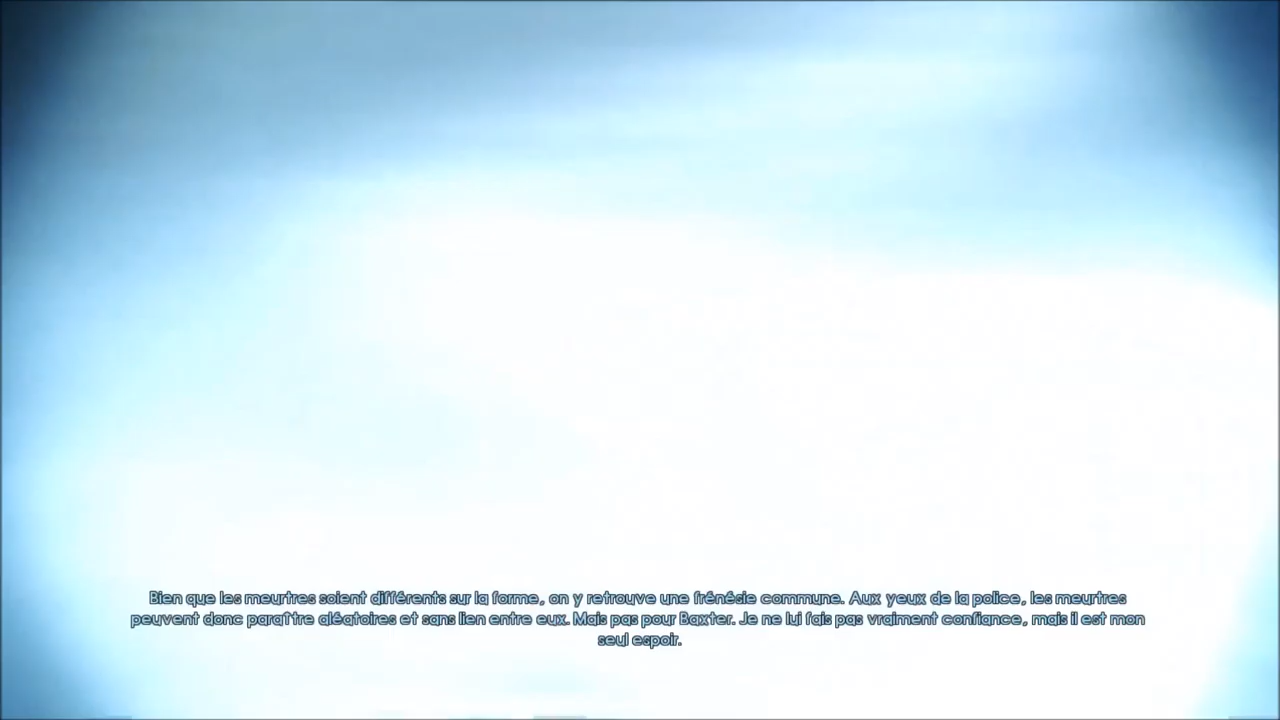 Bien que les meurtres soient différents sur la forme, on y retrouve une frénésie commune. Aux yeux de la police, les meurtres
peuvent donc paraître aléatoires et sans lien entre eux. Mais pas pour Baxter. Je ne lui fais pas vraiment confiance, mais il est mon
seul espoir.